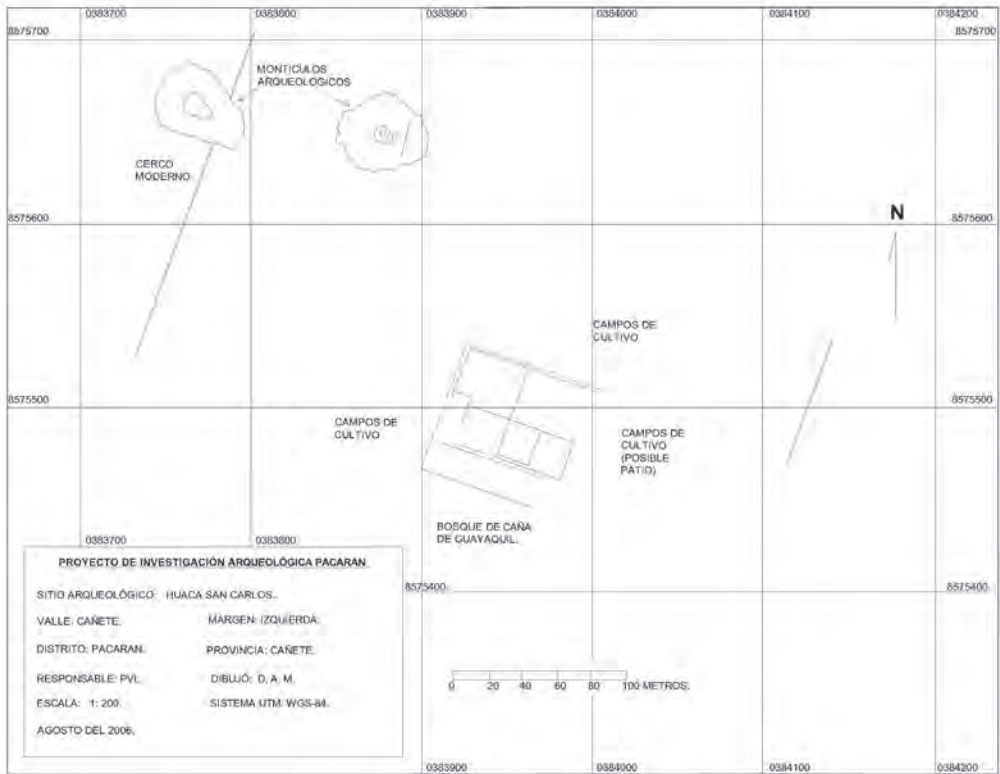 0383700 0383800 0383900 0384000 0384100 0384200
8575700 8575700
MONTICULOS
ARQUEOLOGICOS
CERCO
MODERNO
8575600 8575600
N
CAMPOS DE
CULTIVO
8575500 8575500
CAMPOS DE
CULTIVO
CAMPOS DE
CULTIVO
(POSIBLE
PATIO)
BOSQUE DE CAÑA
DE GUAYAQUIL.
0383700 0383800
PROYECTO DE INVESTIGACIÓN ARQUEOLÓGICA PACARAN
SITIO ARQUEOLÓGICO: HUACA SAN CARLOS.
VALLE: CAÑETE. MARGEN: IZQUIERDA.
DISTRITO: PACARAN. PROVINCIA: CAÑETE.
RESPONSABLE: PVL. DIBUJO: D. A. M.
ESCALA: 1: 200. SISTEMA UTM: WGS-84.
AGOSTO DEL 2006.
8575400 8575400
0 20 40 60 80 100 METROS.
0383900 0384000 0384100 0384200